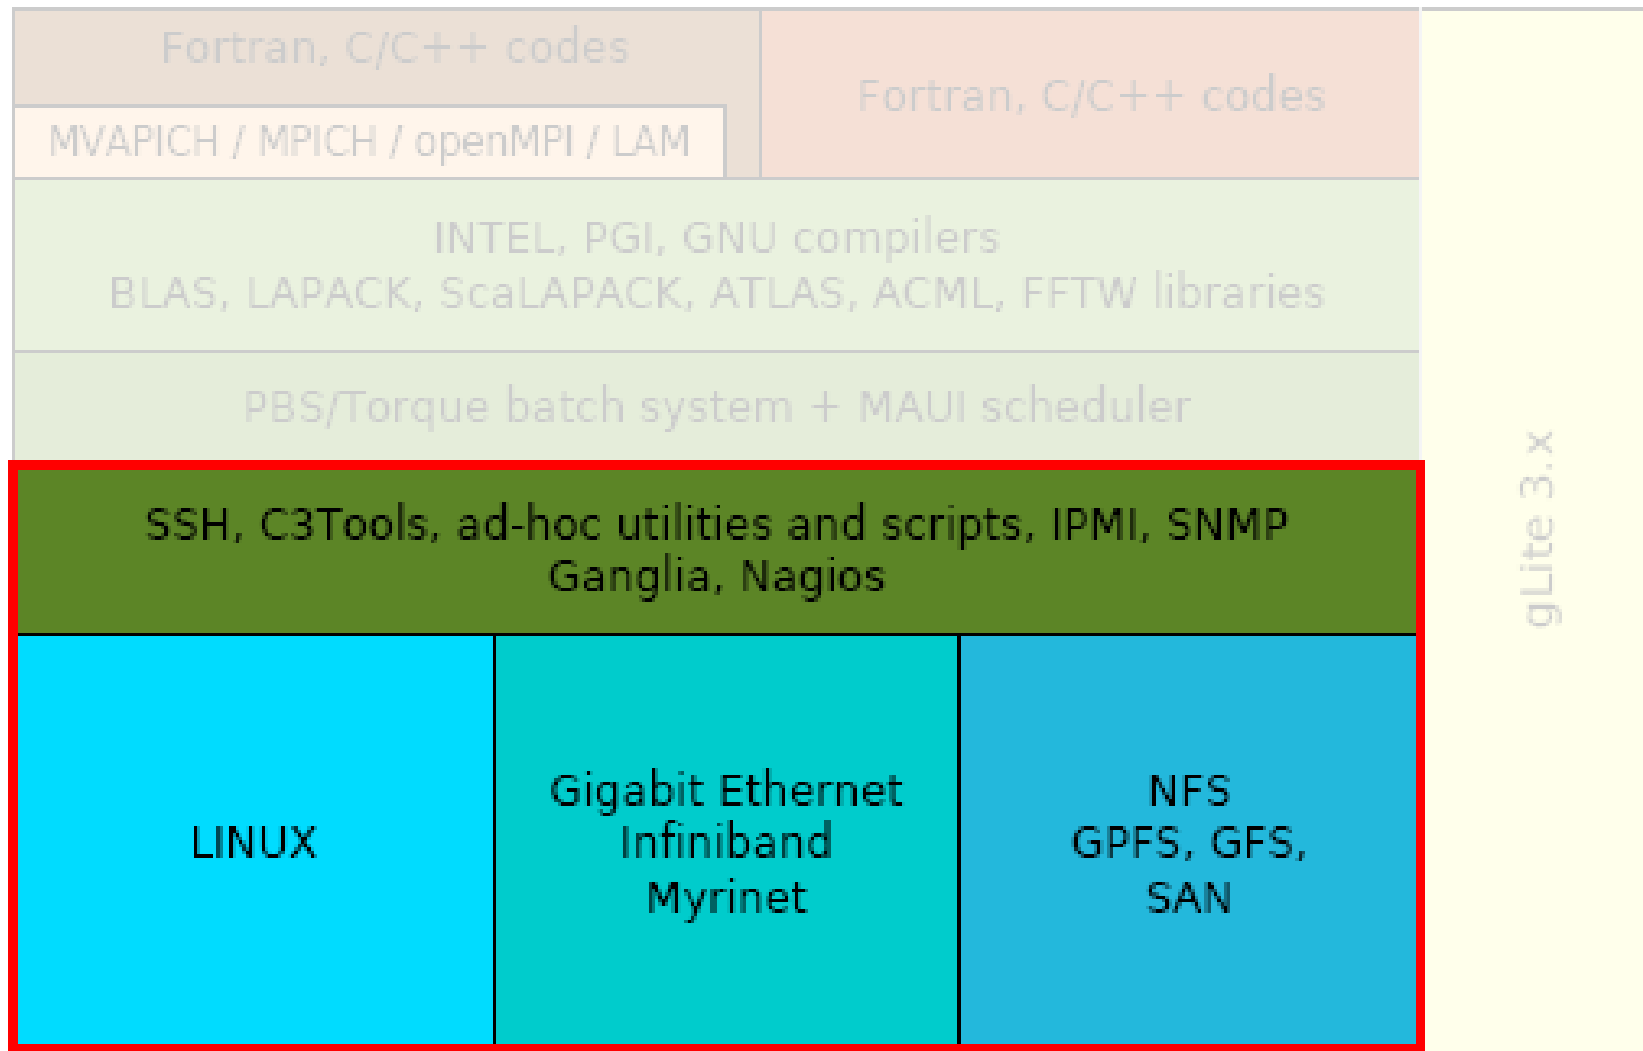 Fortran, C/C++ codes
Fortran, C/C++ codes
MVAPICH / MPICH / openMPI / LAM
INTEL, PGI, GNU compilers
BLAS, LAPACK, ScaLAPACK, ATLAS, ACML, FFTW libraries
PBS/Torque batch system + MAUI scheduler
SSH, C3Tools, ad-hoc utilities and scripts, IPMI, SNMP
Ganglia, Nagios
LINUX
Gigabit Ethernet
Infiniband
Myrinet
NFS
GPFS, GFS,
SAN
gLite 3.x